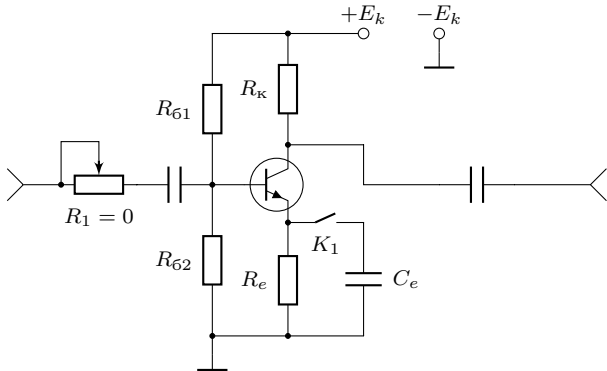 +E_k
−E_k
R_б1
R_к
R_1 = 0
K_1
R_б2
R_e
C_e